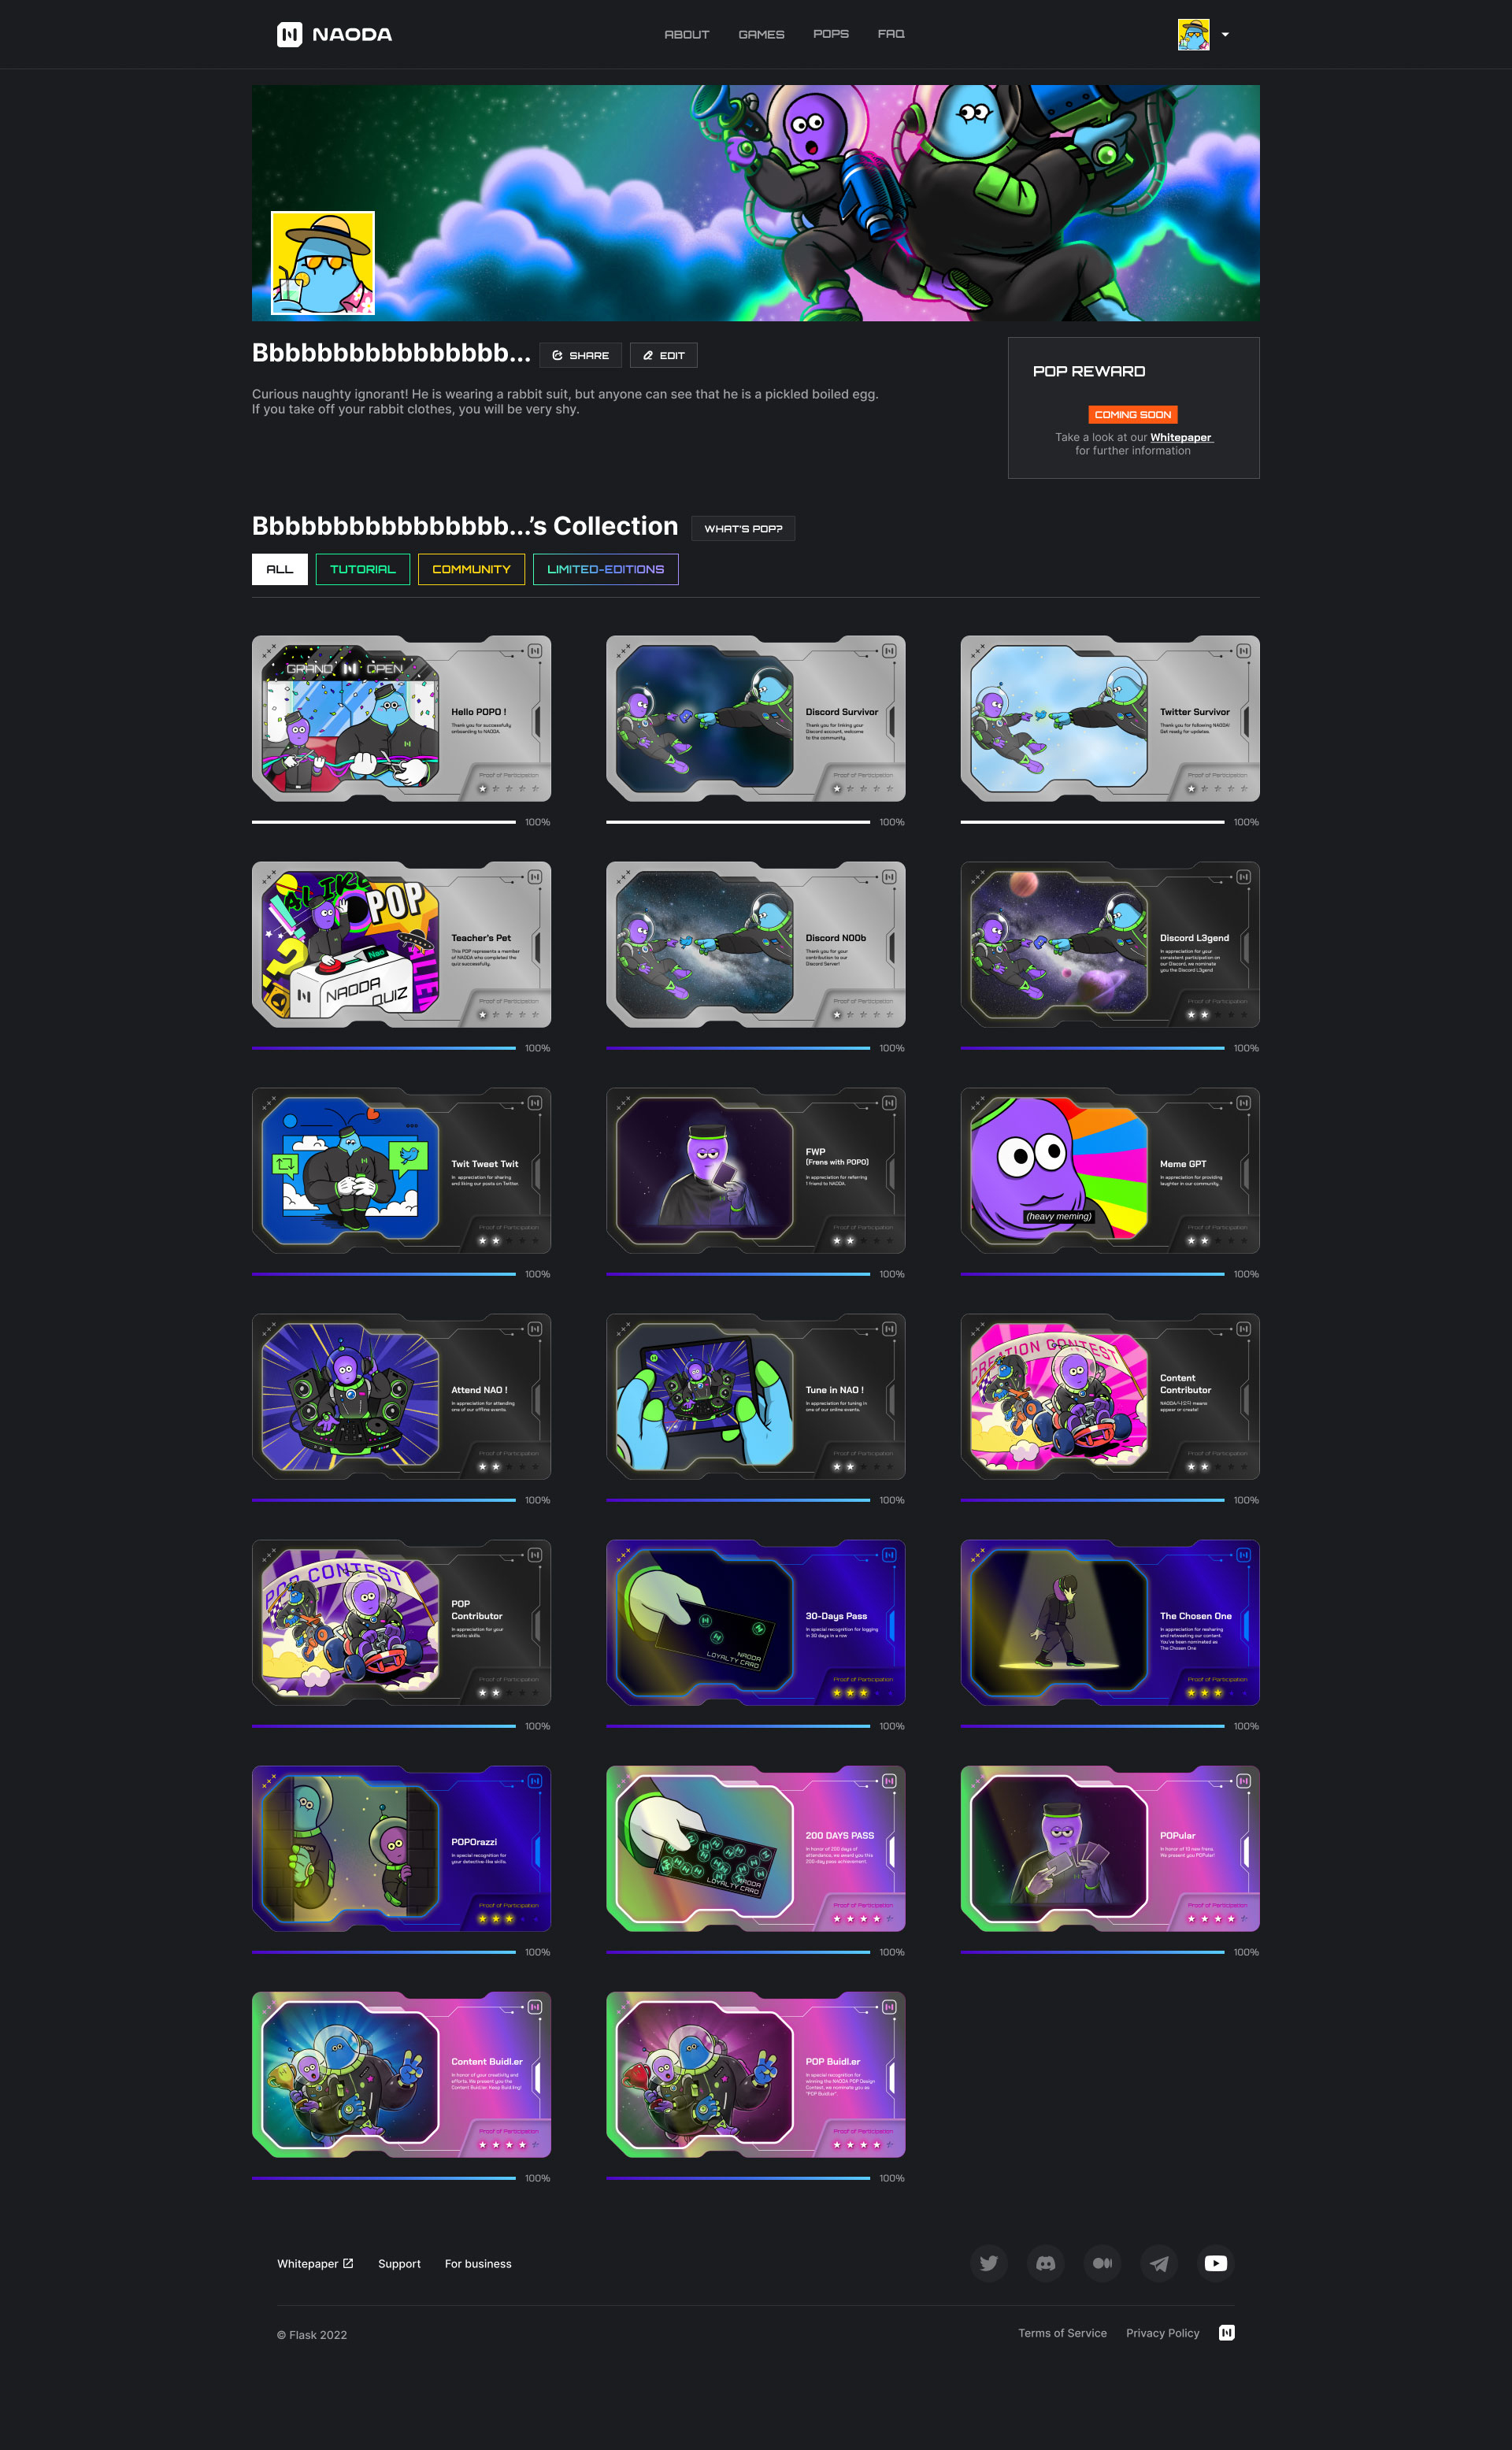 NAODA
ABOUT GAMES POPS FAQ
Bbbbbbbbbbbbbbbb...
SHARE
EDIT
Curious naughty ignorant! He is wearing a rabbit suit, but anyone can see that he is a pickled boiled egg.
If you take off your rabbit clothes, you will be very shy.
POP REWARD
COMING SOON
Take a look at our Whitepaper
for further information
Bbbbbbbbbbbbbbbb...’s Collection
WHAT'S POP?
ALL
TUTORIAL
COMMUNITY
LIMITED-EDITIONS
GRAND OPEN
Hello POPO !
Thank you for successfully
onboarding to NAODA.
Proof of Participation
100%
Discord Survivor
Thank you for linking your
Discord account, welcome
to the community.
Proof of Participation
100%
Twitter Survivor
Thank you for following NAODA!
Get ready for updates.
Proof of Participation
100%
POP
ALIEN
Nao
NAODA
QUIZ
Teacher's Pet
This POP represents a member
of NAODA who completed the
quiz successfully.
Proof of Participation
100%
Discord N00b
Thank you for your
contribution to our
Discord Server!
Proof of Participation
100%
Discord L3gend
In appreciation for your
consistent participation on
our Discord, we nominate
you the Discord L3gend
Proof of Participation
100%
Twit Tweet Twit
In appreciation for sharing
and liking our posts on Twitter.
Proof of Participation
100%
FWP
(Frens with POPO)
In appreciation for referring
1 friend to NAODA.
Proof of Participation
100%
(heavy meming)
Meme GPT
In appreciation for providing
laughter in our community.
Proof of Participation
100%
Attend NAO !
In appreciation for attending
one of our offline events.
Proof of Participation
100%
Tune in NAO !
In appreciation for tuning in
one of our online events.
Proof of Participation
100%
CREATION CONTEST
Content
Contributor
appear or create!
Proof of Participation
100%
POP CONTEST
POP
Contributor
In appreciation for your
artistic skills.
Proof of Participation
100%
NAODA
LOYALTY CARD
30-Days Pass
In special recognition for logging
in 30 days in a row
Proof of Participation
100%
The Chosen One
In appreciation for resharing
and retweeting our content.
You've been nominated as
The Chosen One
Proof of Participation
100%
POPOrazzi
In special recognition for
your detective-like skills.
Proof of Participation
100%
NAODA
LOYALTY CARD
200 DAYS PASS
In honor of 200 days of
attendance, we award you this
200-day pass achievement.
Proof of Participation
100%
POPular
In honor of 10 new friens.
We present you POPular!
Proof of Participation
100%
Content Buidl.er
In honor of your creativity and
efforts. We present you the
Content Buidl.er. Keep Buidl.ing!
Proof of Participation
100%
POP Buidl.er
In special recognition for
winning the NAODA POP Design
Contest, we nominate you as
"POP Buidl.er".
Proof of Participation
100%
Whitepaper
Support
For business
© Flask 2022
Terms of Service
Privacy Policy